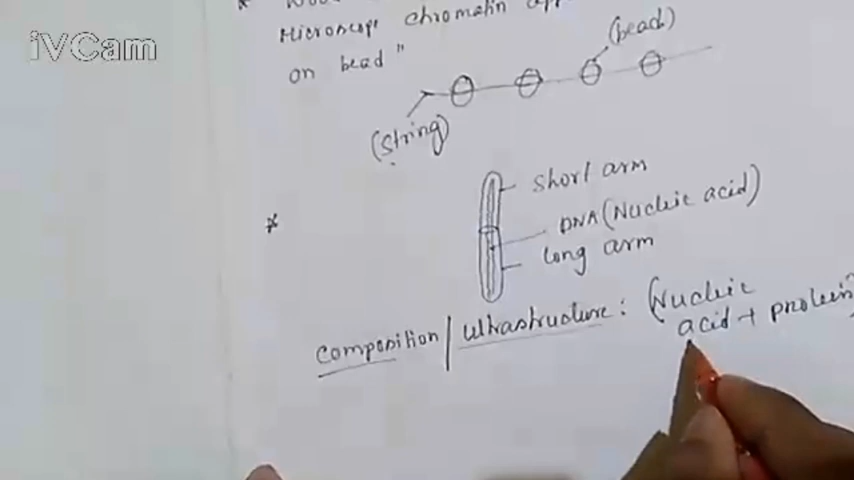 iVCam
Microscope chromatin
on bead"
(bead)
(String)
short arm
DNA (Nucleic acid)
long arm
Composition / ultrastructure : (Nucleic
acid + protein